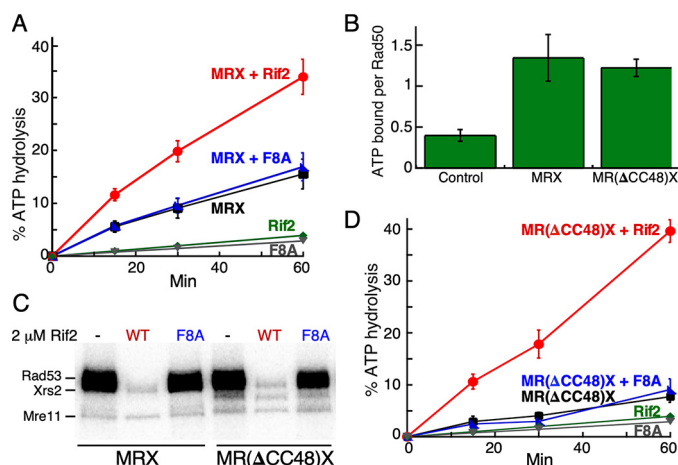 A
40
30
20
10
0
% ATP hydrolysis
MRX + Rif2
MRX + F8A
MRX
Rif2
F8A
20
40
60
Min
B
1.5
1
0.5
0
ATP bound per Rad50
Control
MRX
MR(ΔCC48)X
C
2 μM Rif2
-
WT
F8A
-
WT
F8A
Rad53
Xrs2
Mre11
MRX
MR(ΔCC48)X
D
40
30
20
10
0
% ATP hydrolysis
MR(ΔCC48)X + Rif2
MR(ΔCC48)X + F8A
MR(ΔCC48)X
Rif2
F8A
0
20
40
60
Min